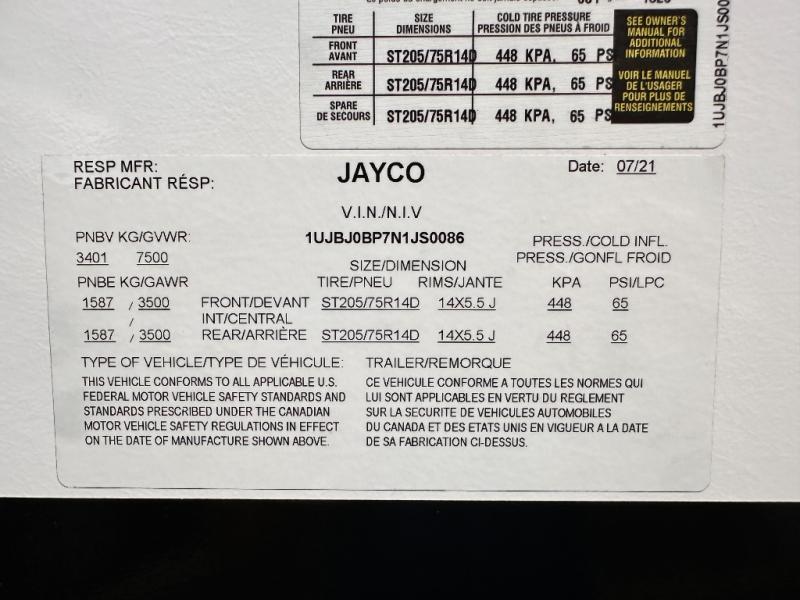 TIRE SIZE COLD TIRE PRESSURE
PNEU DIMENSIONS PRESSION DES PNEUS À FROID
FRONT
AVANT ST205/75R14D 448 KPA, 65 PS
REAR
ARRIÈRE ST205/75R14D 448 KPA, 65 PS
SPARE
DE SECOURS ST205/75R14D 448 KPA, 65 PS
SEE OWNER'S
MANUAL FOR
ADDITIONAL
INFORMATION
VOIR LE MANUEL
DE L'USAGER
POUR PLUS DE
RENSEIGNEMENTS
1UJBJ0BP7N1JS00
RESP MFR:
FABRICANT RÉSP:
JAYCO
Date: 07/21
V.I.N./N.I.V
PNBV KG/GVWR: 1UJBJ0BP7N1JS0086
3401 7500
PRESS./COLD INFL.
PRESS./GONFL FROID
SIZE/DIMENSION
PNBE KG/GAWR TIRE/PNEU RIMS/JANTE KPA PSI/LPC
1587 / 3500 FRONT/DEVANT ST205/75R14D 14X5.5 J 448 65
/ INT/CENTRAL
1587 / 3500 REAR/ARRIÈRE ST205/75R14D 14X5.5 J 448 65
TYPE OF VEHICLE/TYPE DE VÉHICULE: TRAILER/REMORQUE
THIS VEHICLE CONFORMS TO ALL APPLICABLE U.S.
FEDERAL MOTOR VEHICLE SAFETY STANDARDS AND
STANDARDS PRESCRIBED UNDER THE CANADIAN
MOTOR VEHICLE SAFETY REGULATIONS IN EFFECT
ON THE DATE OF MANUFACTURE SHOWN ABOVE.
CE VEHICULE CONFORME A TOUTES LES NORMES QUI
LUI SONT APPLICABLES EN VERTU DU REGLEMENT
SUR LA SECURITE DE VEHICULES AUTOMOBILES
DU CANADA ET DES ETATS UNIS EN VIGUEUR A LA DATE
DE SA FABRICATION CI-DESSUS.